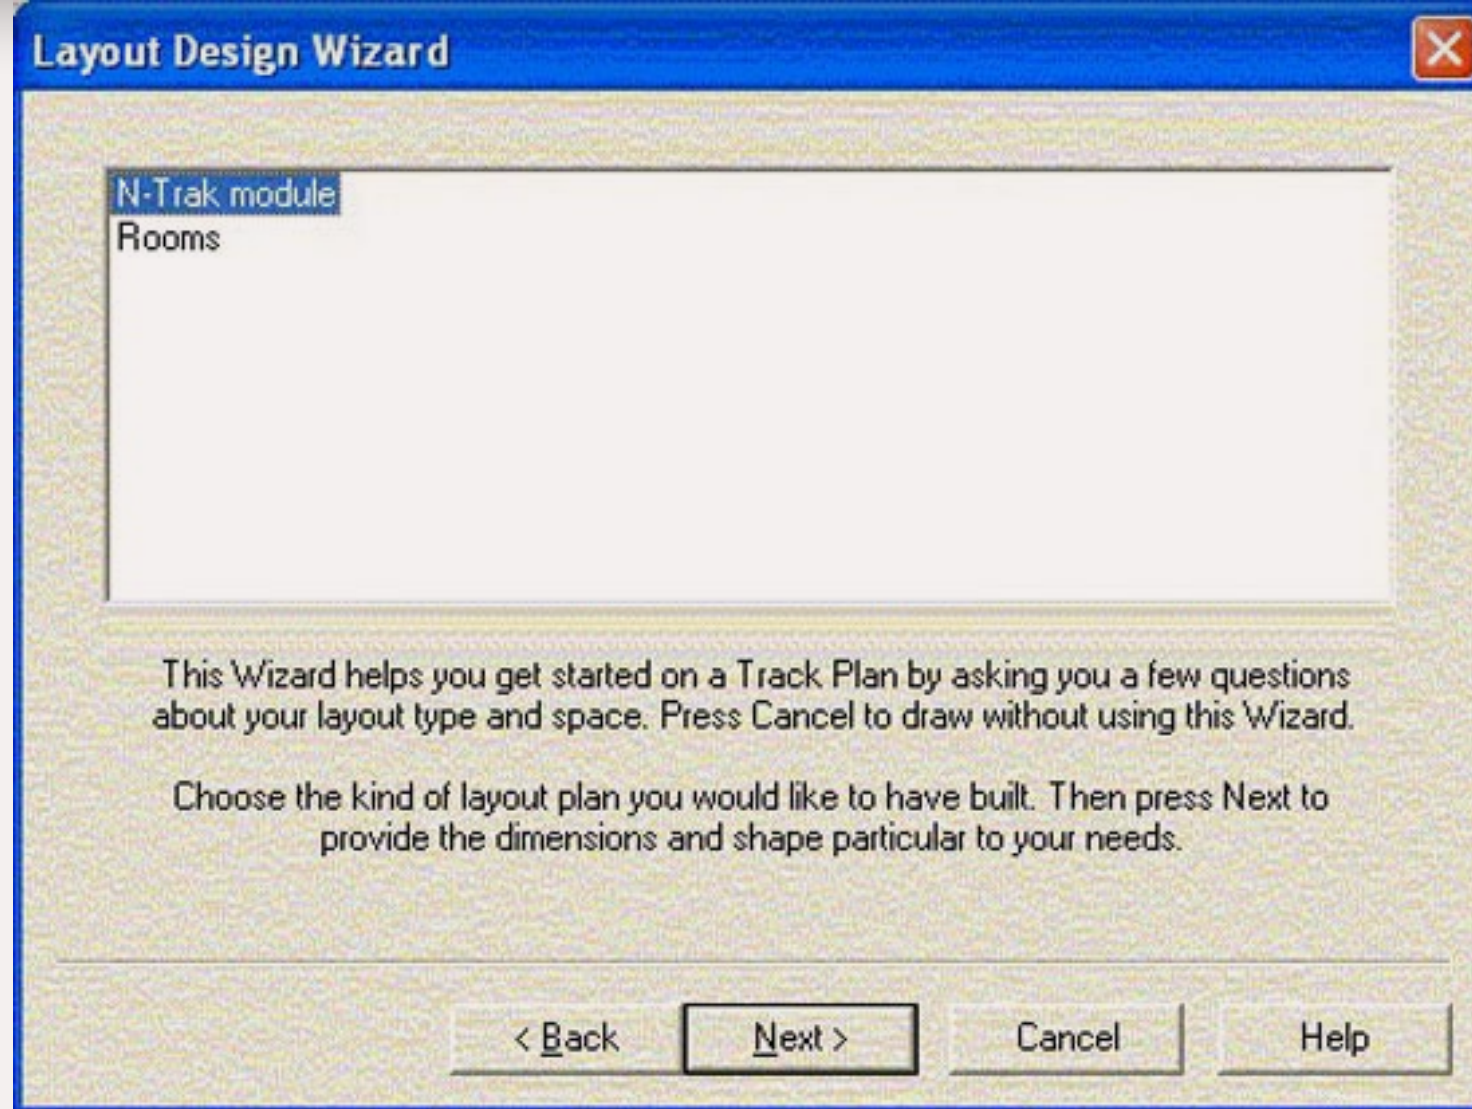 Layout Design Wizard
N-Trak module
Rooms
This Wizard helps you get started on a Track Plan by asking you a few questions
about your layout type and space. Press Cancel to draw without using this Wizard.
Choose the kind of layout plan you would like to have built. Then press Next to
provide the dimensions and shape particular to your needs.
< Back Next > Cancel Help